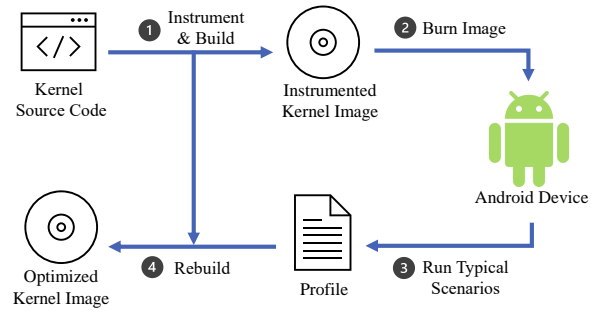 1 Instrument
& Build
2 Burn Image
</>
Kernel
Source Code
Instrumented
Kernel Image
Android Device
4 Rebuild
3 Run Typical
Scenarios
Optimized
Kernel Image
Profile